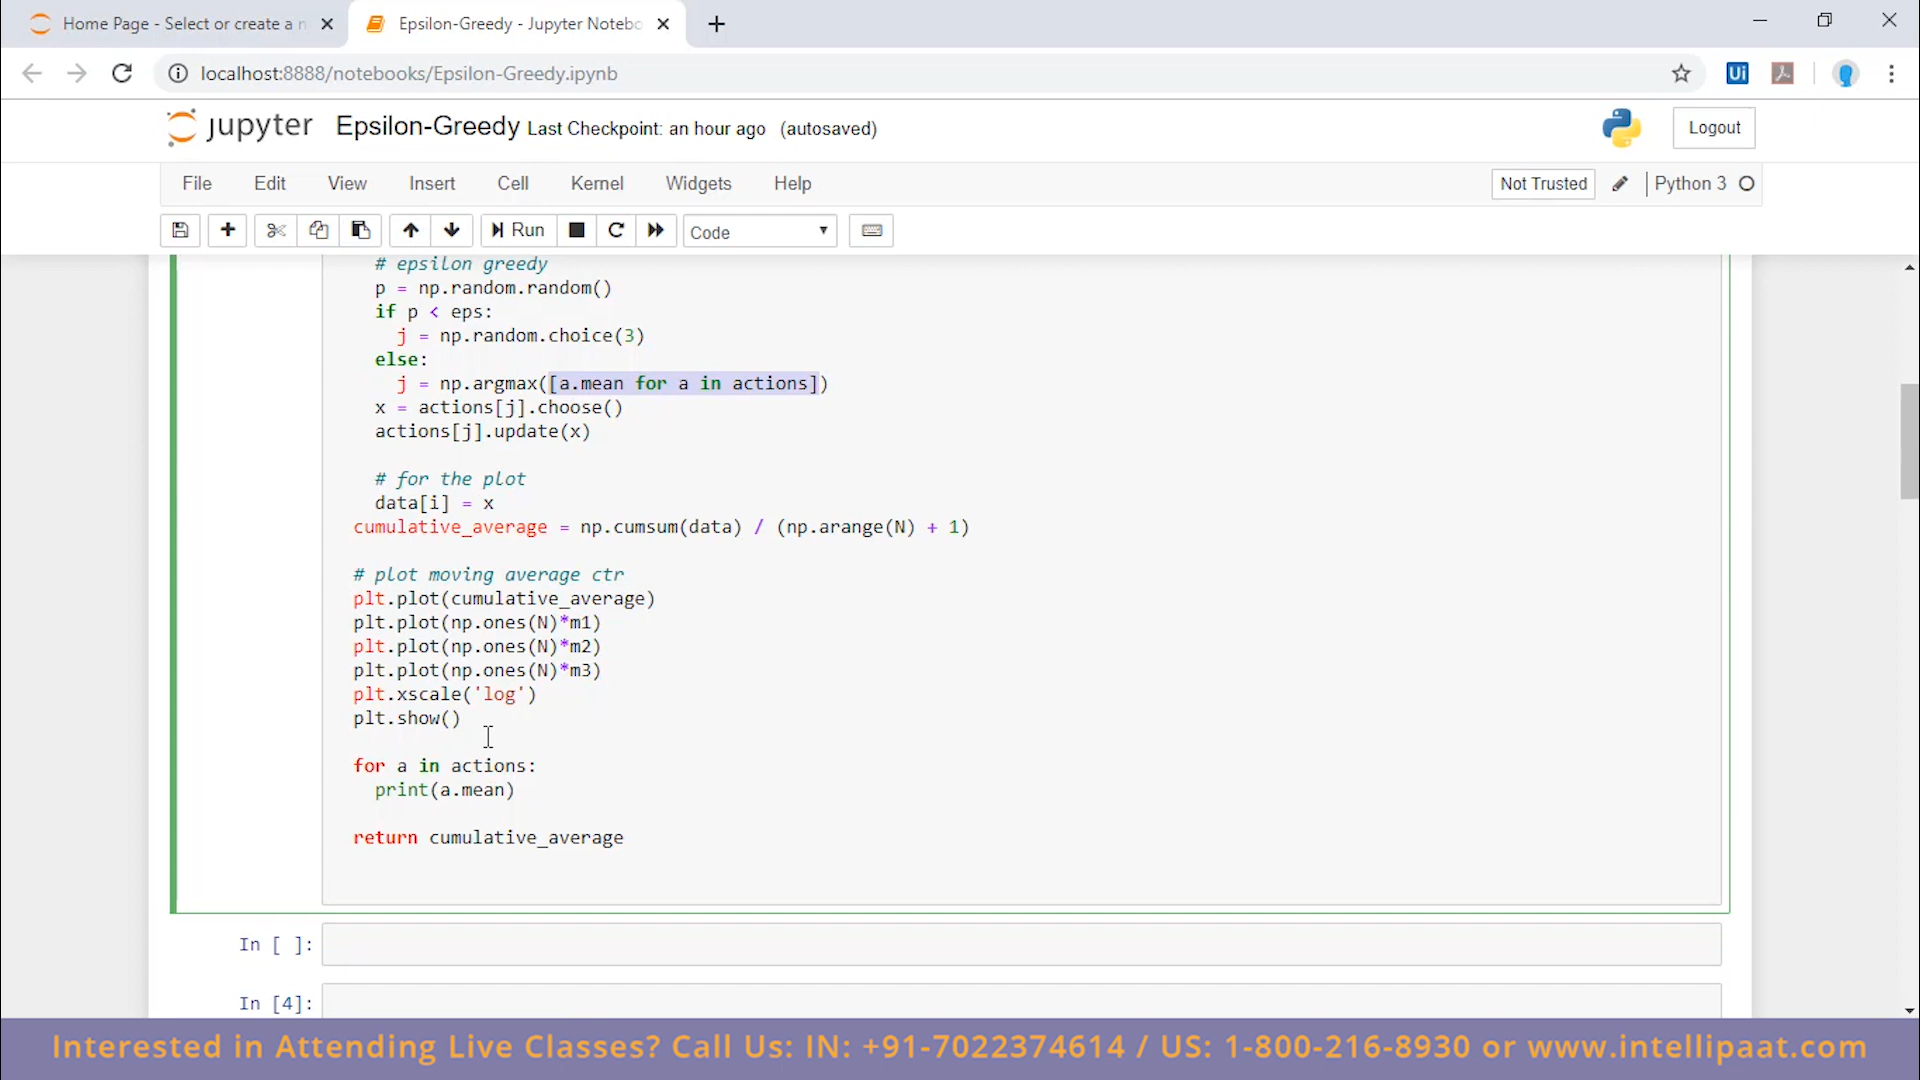 Home Page - Select or create a n
Epsilon-Greedy - Jupyter Notebo
localhost:8888/notebooks/Epsilon-Greedy.ipynb
Ui
jupyter Epsilon-Greedy Last Checkpoint: an hour ago (autosaved)
Logout
File Edit View Insert Cell Kernel Widgets Help
Not Trusted
Python 3
Run
Code
# epsilon greedy
p = np.random.random()
if p < eps:
j = np.random.choice(3)
else:
j = np.argmax([a.mean for a in actions])
x = actions[j].choose()
actions[j].update(x)
# for the plot
data[i] = x
cumulative_average = np.cumsum(data) / (np.arange(N) + 1)
# plot moving average ctr
plt.plot(cumulative_average)
plt.plot(np.ones(N)*m1)
plt.plot(np.ones(N)*m2)
plt.plot(np.ones(N)*m3)
plt.xscale('log')
plt.show()
for a in actions:
print(a.mean)
return cumulative_average
In [ ]:
In [4]:
Interested in Attending Live Classes? Call Us: IN: +91-7022374614 / US: 1-800-216-8930 or www.intellipaat.com